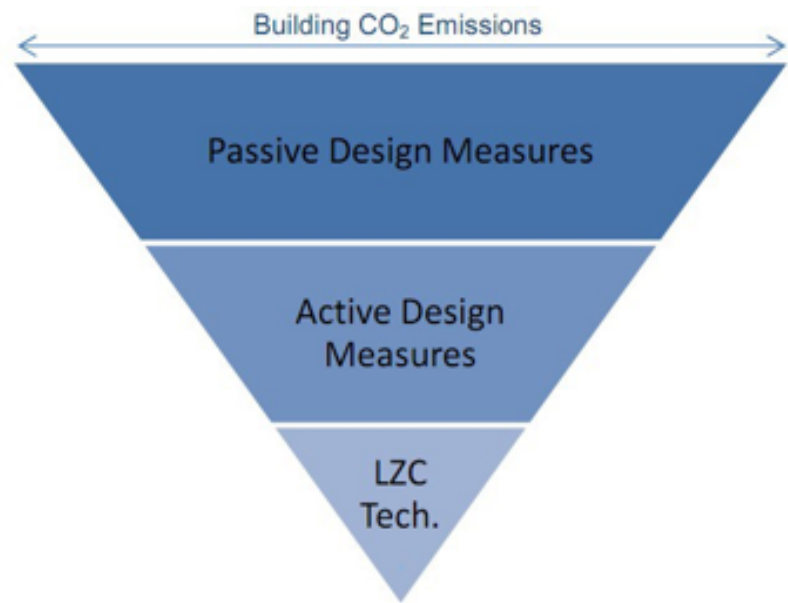 Building CO₂ Emissions
Passive Design Measures
Active Design
Measures
LZC
Tech.